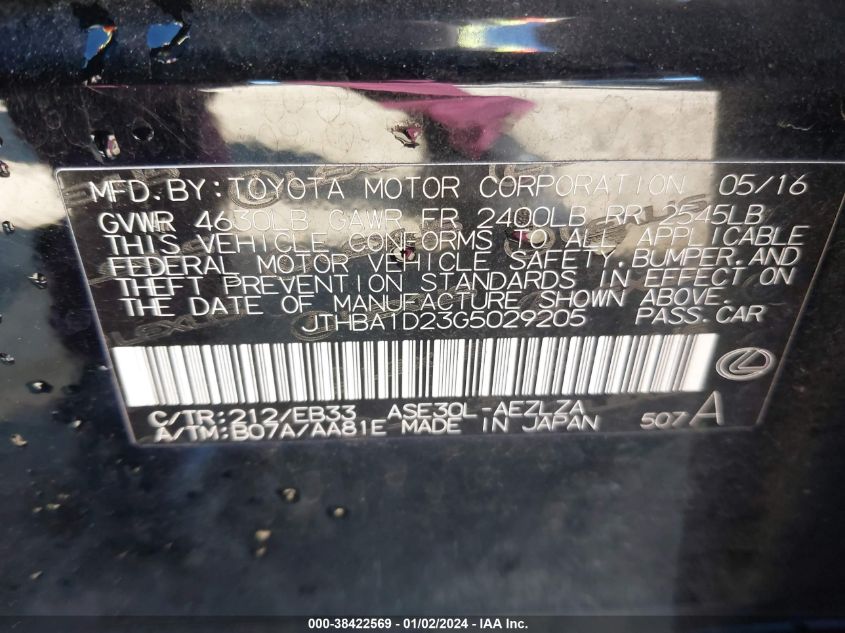 MFD. BY: TOYOTA MOTOR CORPORATION 05/16
GVWR 4630LB GAWR FR 2400LB RR 2545LB
THIS VEHICLE CONFORMS TO ALL APPLICABLE
FEDERAL MOTOR VEHICLE SAFETY, BUMPER, AND
THEFT PREVENTION STANDARDS IN EFFECT ON
THE DATE OF MANUFACTURE SHOWN ABOVE.
JTHBA1D23G5029205 PASS. CAR
C/TR: 212/EB33 ASE30L-AEZLZA
A/TM: B07A/AA81E MADE IN JAPAN 507 A
000-38422569 - 01/02/2024 - IAA Inc.